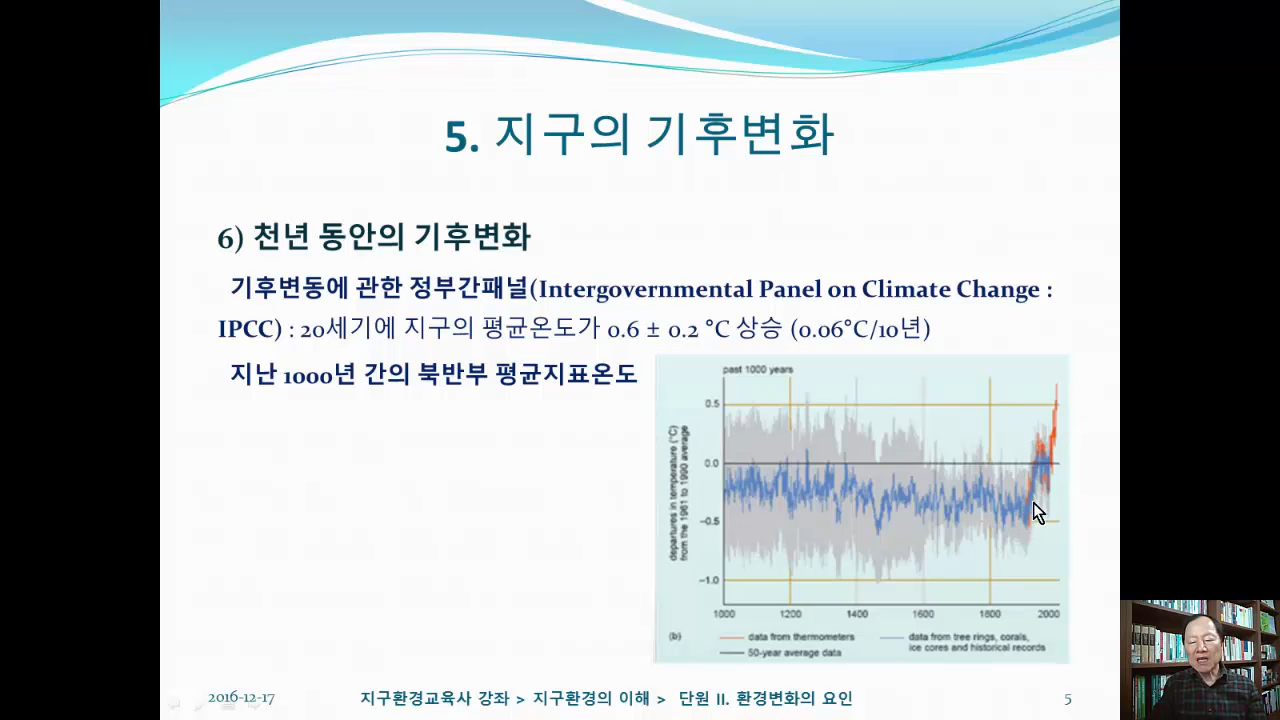 5. 지구의 기후변화
6) 천년 동안의 기후변화
기후변동에 관한 정부간패널(Intergovernmental Panel on Climate Change :
IPCC) : 20세기에 지구의 평균온도가 0.6 ± 0.2 °C 상승 (0.06°C/10년)
지난 1000년 간의 북반부 평균지표온도
past 1000 years
departures in temperature (°C)
from the 1961 to 1990 average
0.5
0.0
−0.5
−1.0
1000 1200 1400 1600 1800 2000
(b)
data from thermometers
50-year average data
data from tree rings, corals,
ice cores and historical records
2016-12-17 지구환경교육사 강좌 > 지구환경의 이해 > 단원 II. 환경변화의 요인 5